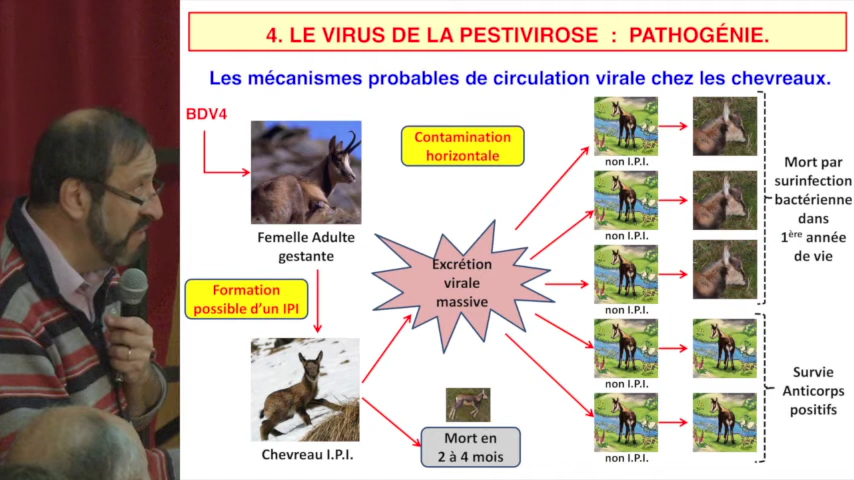 4. LE VIRUS DE LA PESTIVIROSE : PATHOGÉNIE.
Les mécanismes probables de circulation virale chez les chevreaux.
BDV4
Femelle Adulte
gestante
Formation
possible d'un IPI
Chevreau I.P.I.
Contamination
horizontale
Excrétion
virale
massive
Mort en
2 à 4 mois
non I.P.I.
non I.P.I.
non I.P.I.
non I.P.I.
non I.P.I.
Mort par
surinfection
bactérienne
dans
1ère année
de vie
Survie
Anticorps
positifs